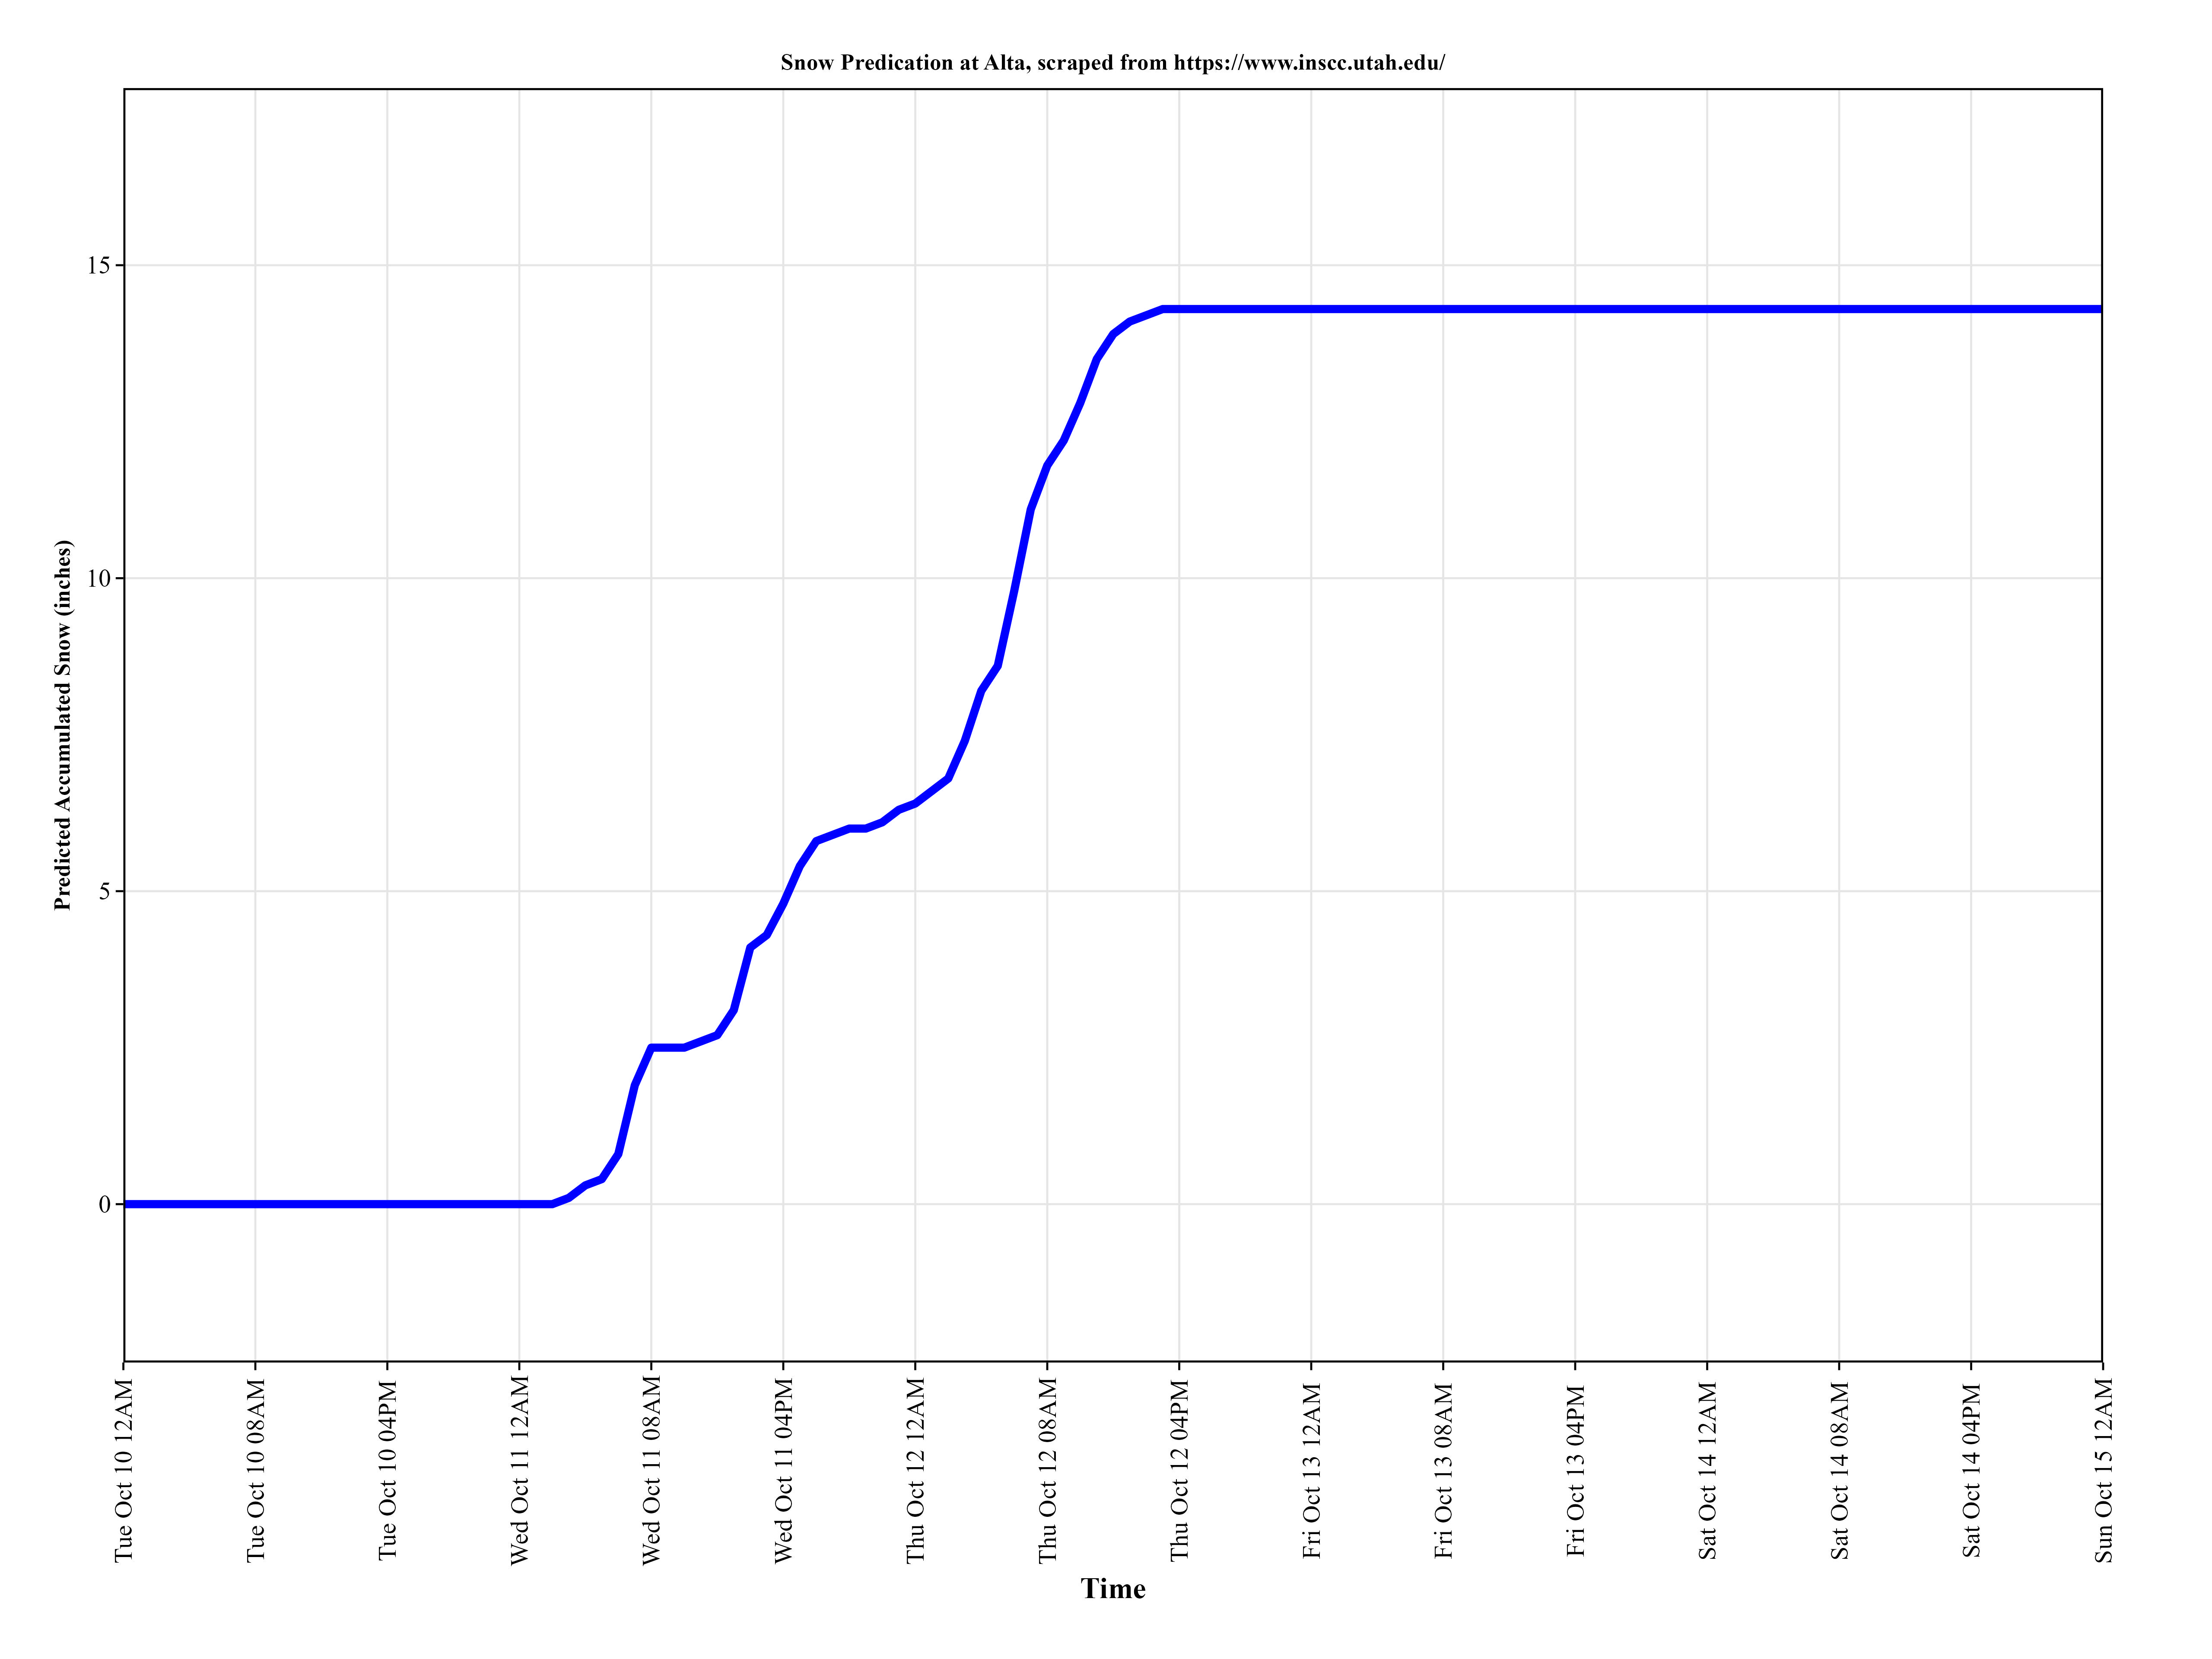 Snow Predication at Alta, scraped from https://www.inscc.utah.edu/
Predicted Accumulated Snow (inches)
15
10
5
0
Tue Oct 10 12AM
Tue Oct 10 08AM
Tue Oct 10 04PM
Wed Oct 11 12AM
Wed Oct 11 08AM
Wed Oct 11 04PM
Thu Oct 12 12AM
Thu Oct 12 08AM
Thu Oct 12 04PM
Fri Oct 13 12AM
Fri Oct 13 08AM
Fri Oct 13 04PM
Sat Oct 14 12AM
Sat Oct 14 08AM
Sat Oct 14 04PM
Sun Oct 15 12AM
Time